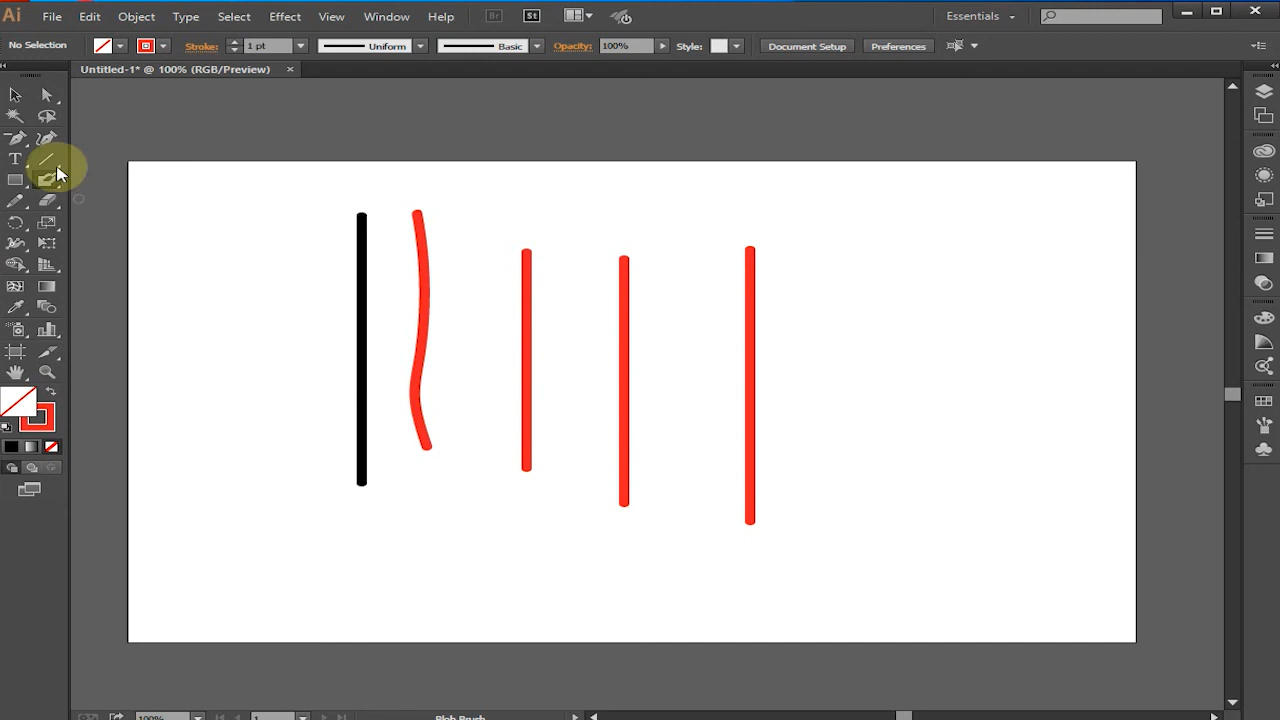 Ai File Edit Object Type Select Effect View Window Help Br St Essentials
No Selection Stroke: 1 pt Uniform Basic Opacity: 100% Style: Document Setup Preferences
Untitled-1* @ 100% (RGB/Preview) ×
T
100% 1 Blob Brush